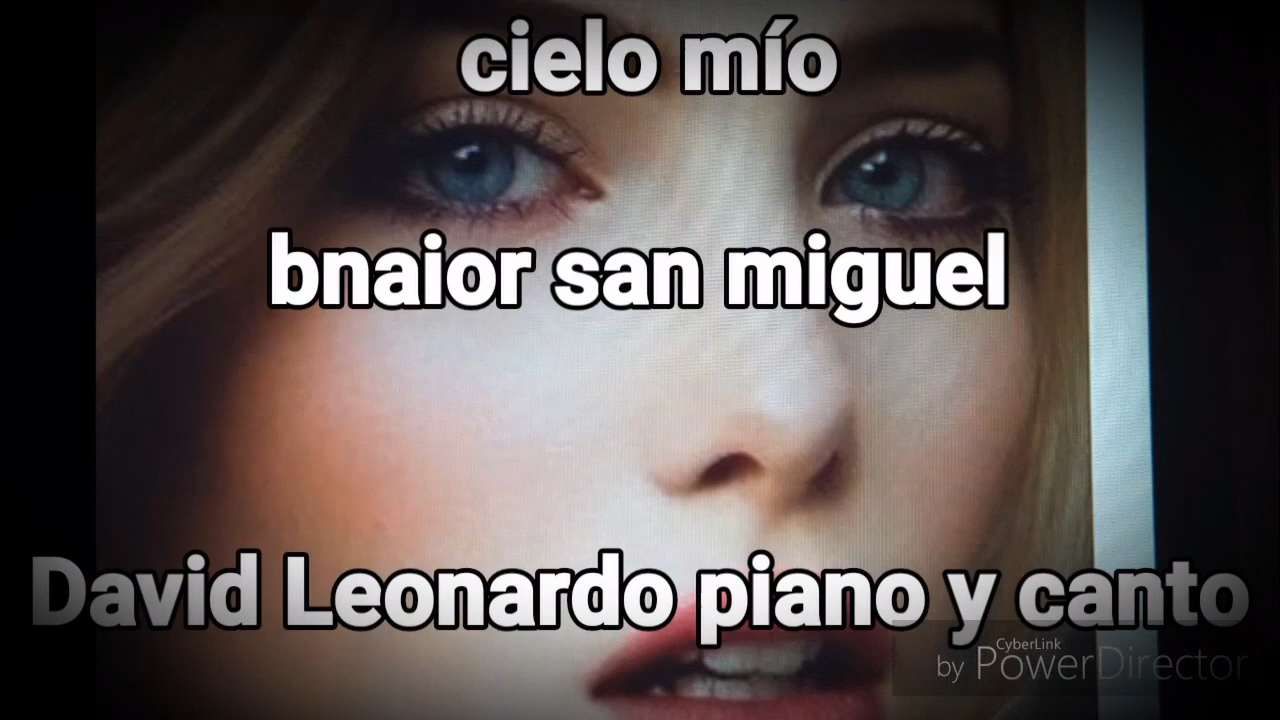 cielo mío
bnaior san miguel
David Leonardo piano y canto
CyberLink
by PowerDirector